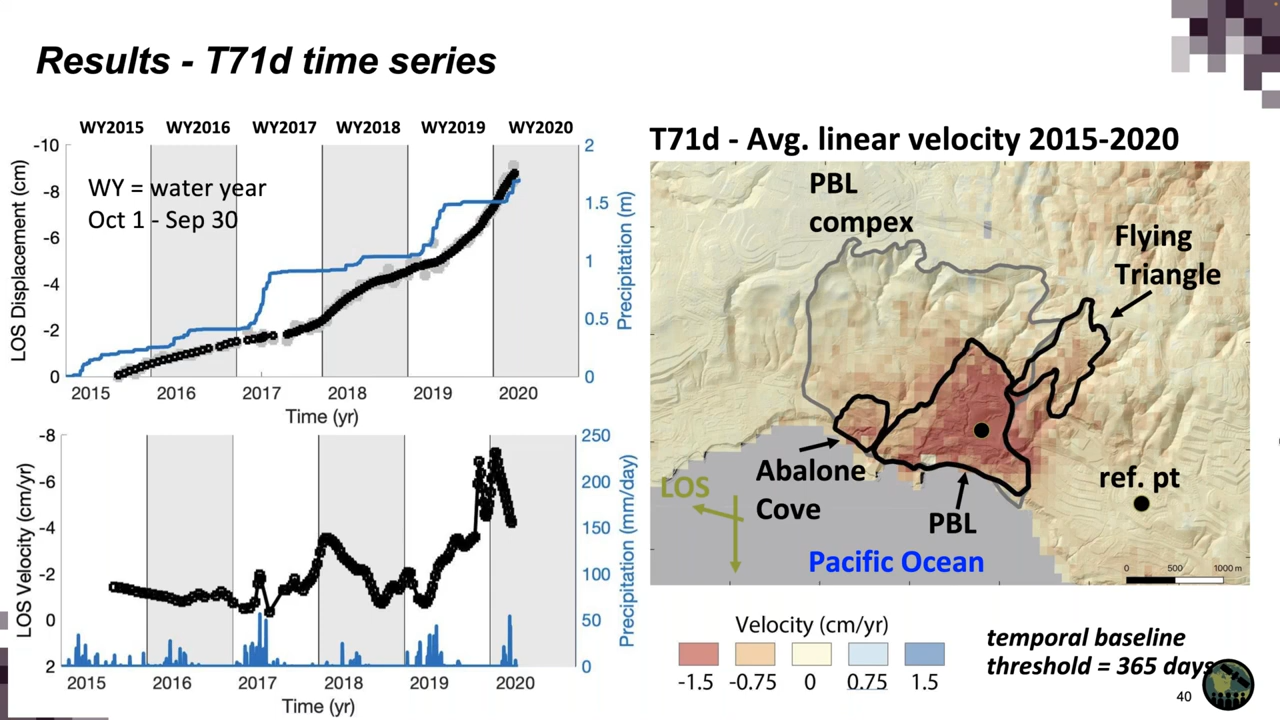 Results - T71d time series
WY2015 WY2016 WY2017 WY2018 WY2019 WY2020
-10
-8
-6
-4
-2
0
LOS Displacement (cm)
WY = water year
Oct 1 - Sep 30
2
1.5
1
0.5
0
Precipitation (m)
2015 2016 2017 2018 2019 2020
Time (yr)
-8
-6
-4
-2
0
2
LOS Velocity (cm/yr)
250
200
150
100
50
0
Precipitation (mm/day)
2015 2016 2017 2018 2019 2020
Time (yr)
T71d - Avg. linear velocity 2015-2020
PBL
compex
Flying
Triangle
Abalone
Cove
PBL
ref. pt
LOS
Pacific Ocean
0 500 1000 m
Velocity (cm/yr)
-1.5 -0.75 0 0.75 1.5
temporal baseline
threshold = 365 days
40